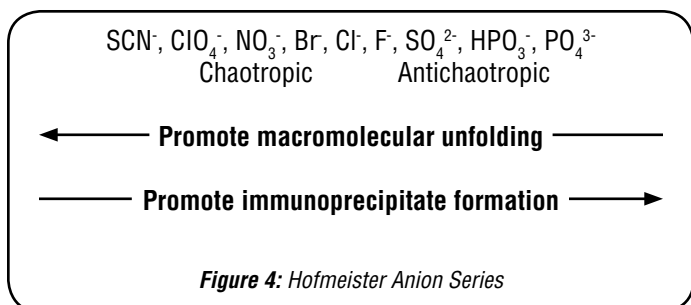 SCN⁻, ClO₄⁻, NO₃⁻, Br⁻, Cl⁻, F⁻, SO₄²⁻, HPO₃⁻, PO₄³⁻
Chaotropic Antichaotropic
Promote macromolecular unfolding
Promote immunoprecipitate formation
Figure 4: Hofmeister Anion Series